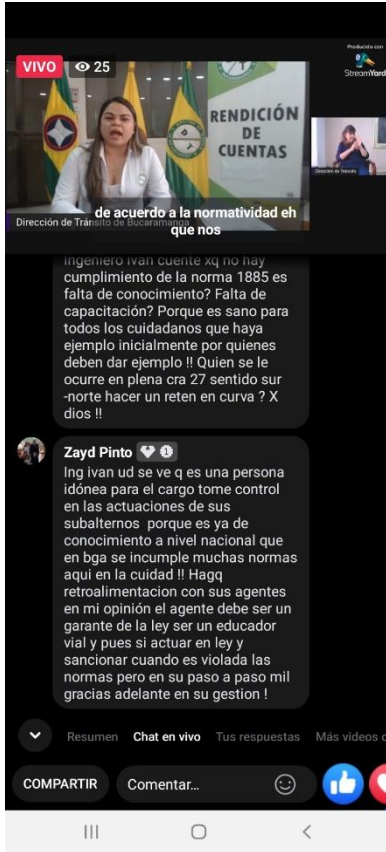 Producida con
StreamYard
VIVO
25
RENDICIÓN
DE
CUENTAS
Dirección de Tránsito de Bucaramanga
Dirección de Tránsito
de acuerdo a la normatividad eh
que nos
ingeniero ivan cuente xq no hay
cumplimiento de la norma 1885 es
falta de conocimiento? Falta de
capacitación? Porque es sano para
todos los cuidadanos que haya
ejemplo inicialmente por quienes
deben dar ejemplo !! Quien se le
ocurre en plena cra 27 sentido sur
-norte hacer un reten en curva ? X
dios !!
Zayd Pinto
Ing ivan ud se ve q es una persona
idónea para el cargo tome control
en las actuaciones de sus
subalternos porque es ya de
conocimiento a nivel nacional que
en bga se incumple muchas normas
aqui en la cuidad !! Hagq
retroalimentacion con sus agentes
en mi opinión el agente debe ser un
garante de la ley ser un educador
vial y pues si actuar en ley y
sancionar cuando es violada las
normas pero en su paso a paso mil
gracias adelante en su gestion !
Resumen Chat en vivo Tus respuestas Más videos d
COMPARTIR Comentar...